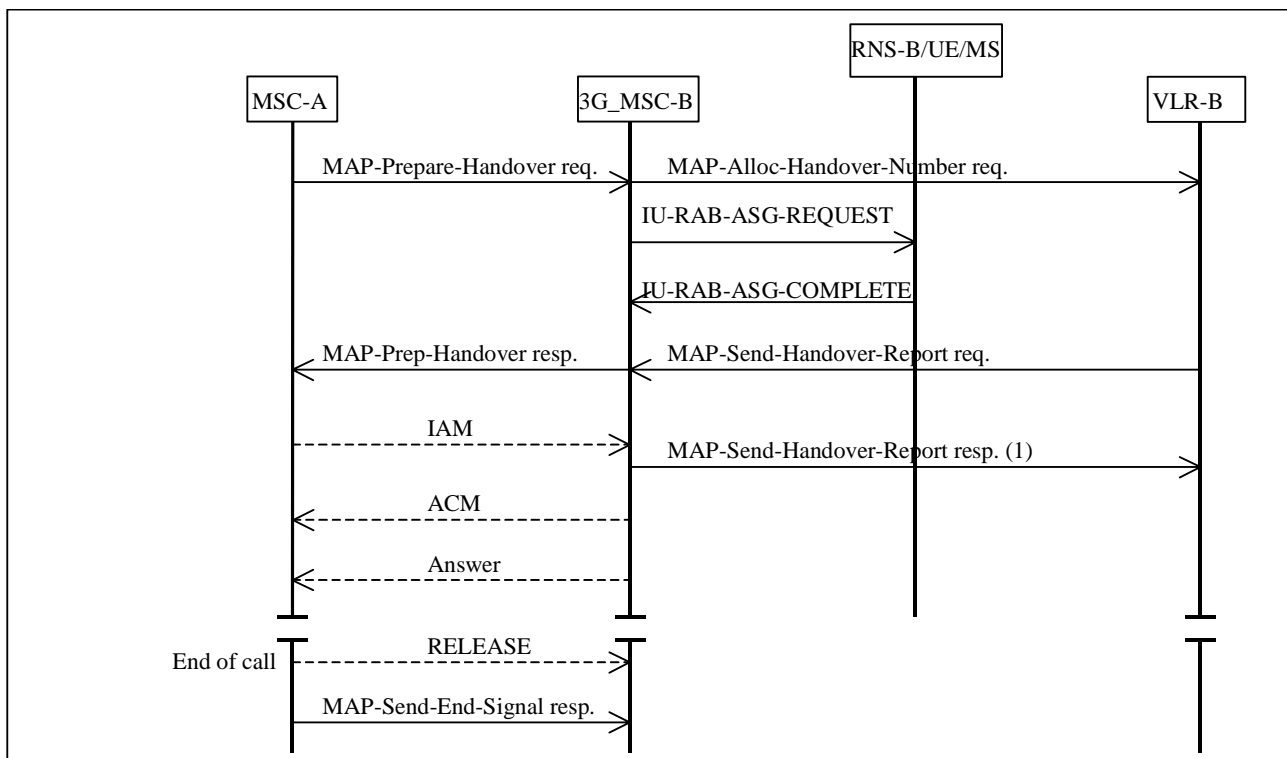 RNS-B/UE/MS
MSC-A
3G_MSC-B
VLR-B
MAP-Prepare-Handover req.
MAP-Alloc-Handover-Number req.
IU-RAB-ASG-REQUEST
IU-RAB-ASG-COMPLETE
MAP-Prep-Handover resp.
MAP-Send-Handover-Report req.
IAM
MAP-Send-Handover-Report resp. (1)
ACM
Answer
RELEASE
End of call
MAP-Send-End-Signal resp.